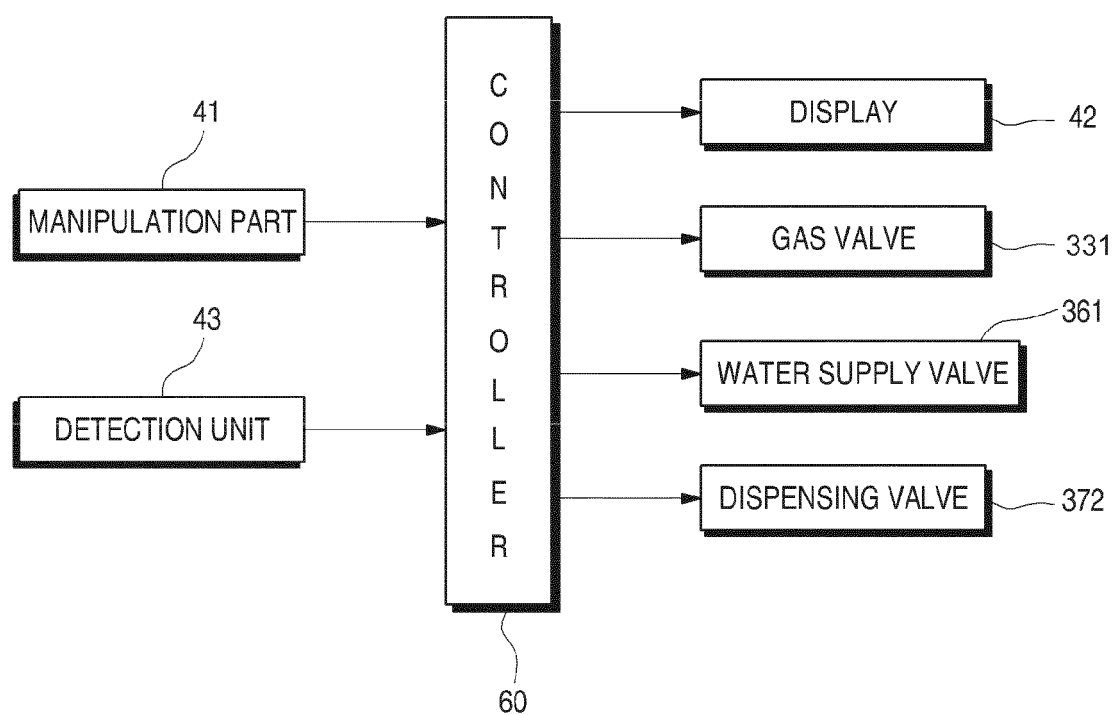 41
MANIPULATION PART
43
DETECTION UNIT
CONTROLLER
60
DISPLAY
42
GAS VALVE
331
361
WATER SUPPLY VALVE
DISPENSING VALVE
372